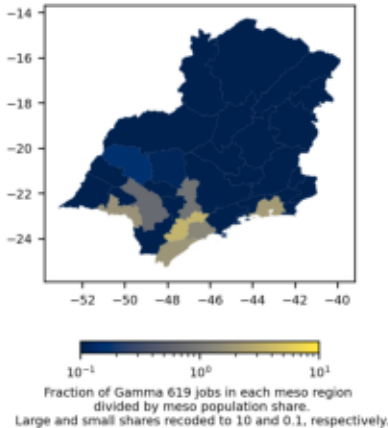 −14
−16
−18
−20
−22
−24
−52 −50 −48 −46 −44 −42 −40
10⁻¹ 10⁰ 10¹
Fraction of Gamma 619 jobs in each meso region
divided by meso population share.
Large and small shares recoded to 10 and 0.1, respectively